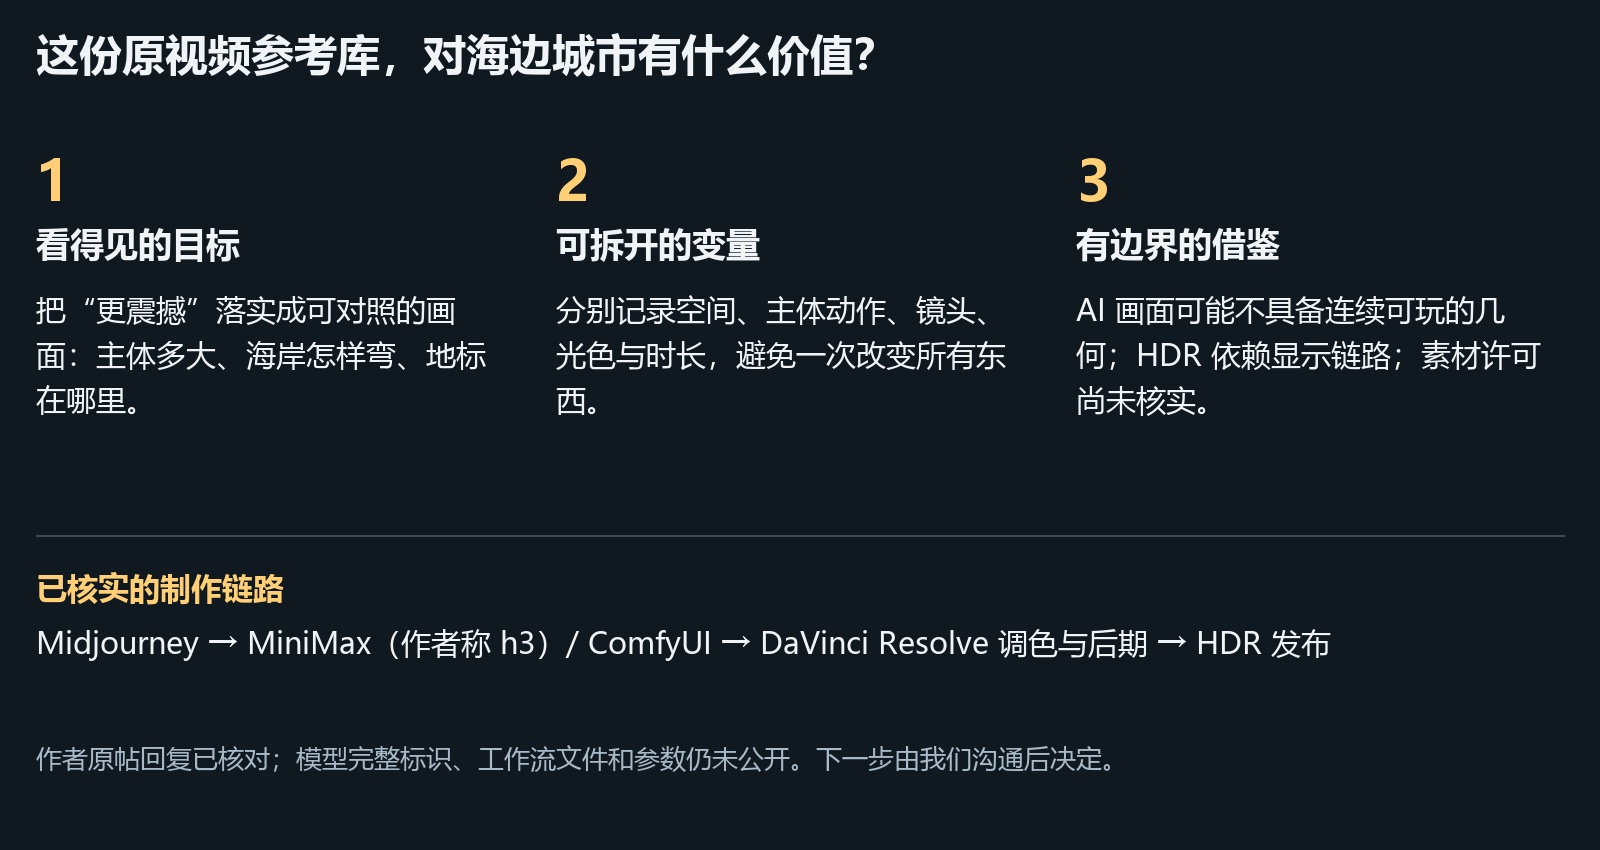 这份原视频参考库，对海边城市有什么价值？
1
看得见的目标
把“更震撼”落实成可对照的画
面：主体多大、海岸怎样弯、地标
在哪里。
2
可拆开的变量
分别记录空间、主体动作、镜头、
光色与时长，避免一次改变所有东
西。
3
有边界的借鉴
AI 画面可能不具备连续可玩的几
何；HDR 依赖显示链路；素材许可
尚未核实。
已核实的制作链路
Midjourney → MiniMax（作者称 h3）/ ComfyUI → DaVinci Resolve 调色与后期 → HDR 发布
作者原帖回复已核对；模型完整标识、工作流文件和参数仍未公开。下一步由我们沟通后决定。